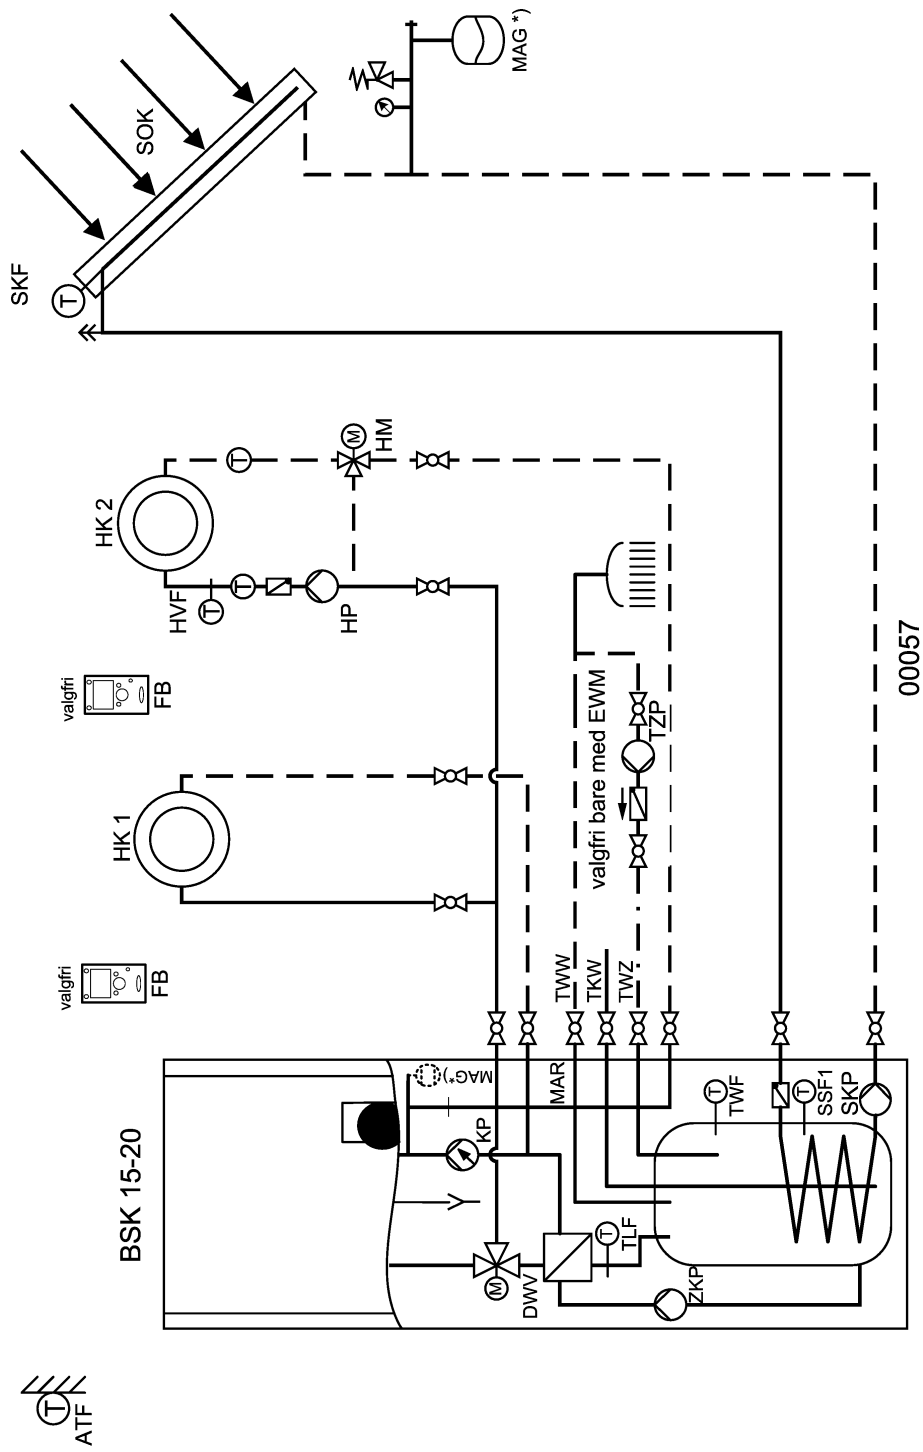 SKF
T
SOK
MAG *)
HK 2
HVF
T
T
T
HP
M
HM
valgfri
FB
HK 1
valgfri
FB
valgfri bare med EWM
TZP
TWW
TKW
TWZ
00057
BSK 15-20
MAG*)
MAR
KP
M
DWV
T
TLF
ZKP
T
TWF
T
SSF1
SKP
T
ATF